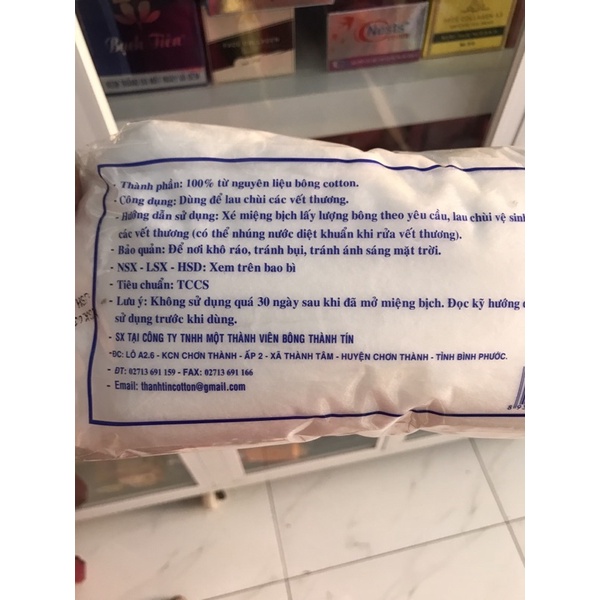 Bạch Tiên
- Thành phần: 100% từ nguyên liệu bông cotton.
- Công dụng: Dùng để lau chùi các vết thương.
- Hướng dẫn sử dụng: Xé miệng bịch lấy lượng bông theo yêu cầu, lau chùi vệ sinh
các vết thương (có thể nhúng nước diệt khuẩn khi rửa vết thương).
- Bảo quản: Để nơi khô ráo, tránh bụi, tránh ánh sáng mặt trời.
- NSX - LSX - HSD: Xem trên bao bì
- Tiêu chuẩn: TCCS
- Lưu ý: Không sử dụng quá 30 ngày sau khi đã mở miệng bịch. Đọc kỹ hướng
sử dụng trước khi dùng.
- SX TẠI CÔNG TY TNHH MỘT THÀNH VIÊN BÔNG THÀNH TÍN
*ĐC: LÔ A2.6 - KCN CHƠN THÀNH - ẤP 2 - XÃ THÀNH TÂM - HUYỆN CHƠN THÀNH - TỈNH BÌNH PHƯỚC.
- ĐT: 02713 691 159 - FAX: 02713 691 166
- Email: thanhtincotton@gmail.com